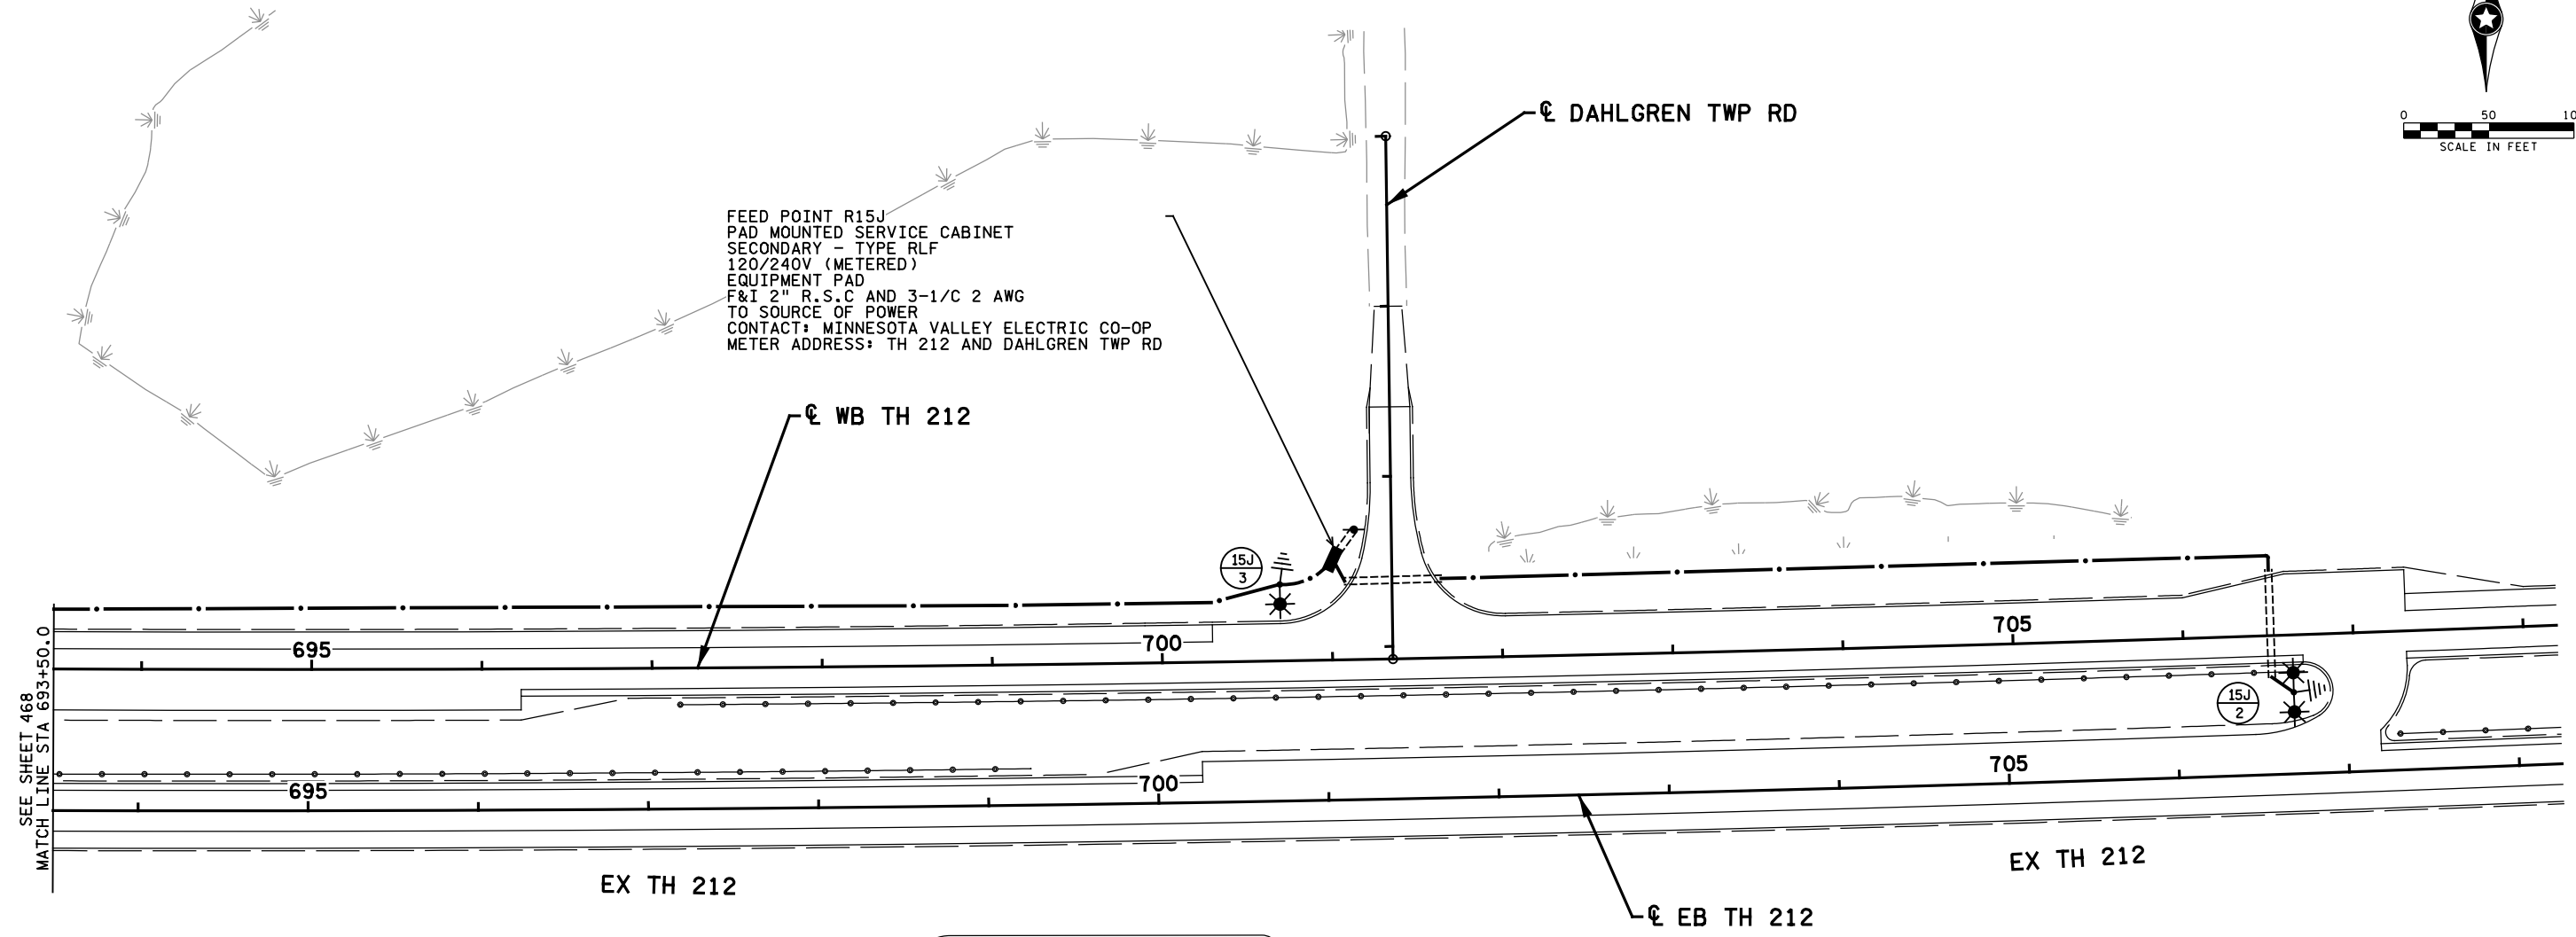 0 50 10
SCALE IN FEET
℄ DAHLGREN TWP RD
FEED POINT R15J
PAD MOUNTED SERVICE CABINET
SECONDARY - TYPE RLF
120/240V (METERED)
EQUIPMENT PAD
F&I 2" R.S.C AND 3-1/C 2 AWG
TO SOURCE OF POWER
CONTACT: MINNESOTA VALLEY ELECTRIC CO-OP
METER ADDRESS: TH 212 AND DAHLGREN TWP RD
℄ WB TH 212
15J
3
695
700
705
15J
2
SEE SHEET 468
MATCH LINE STA 693+50.0
695
700
705
EX TH 212
EX TH 212
℄ EB TH 212